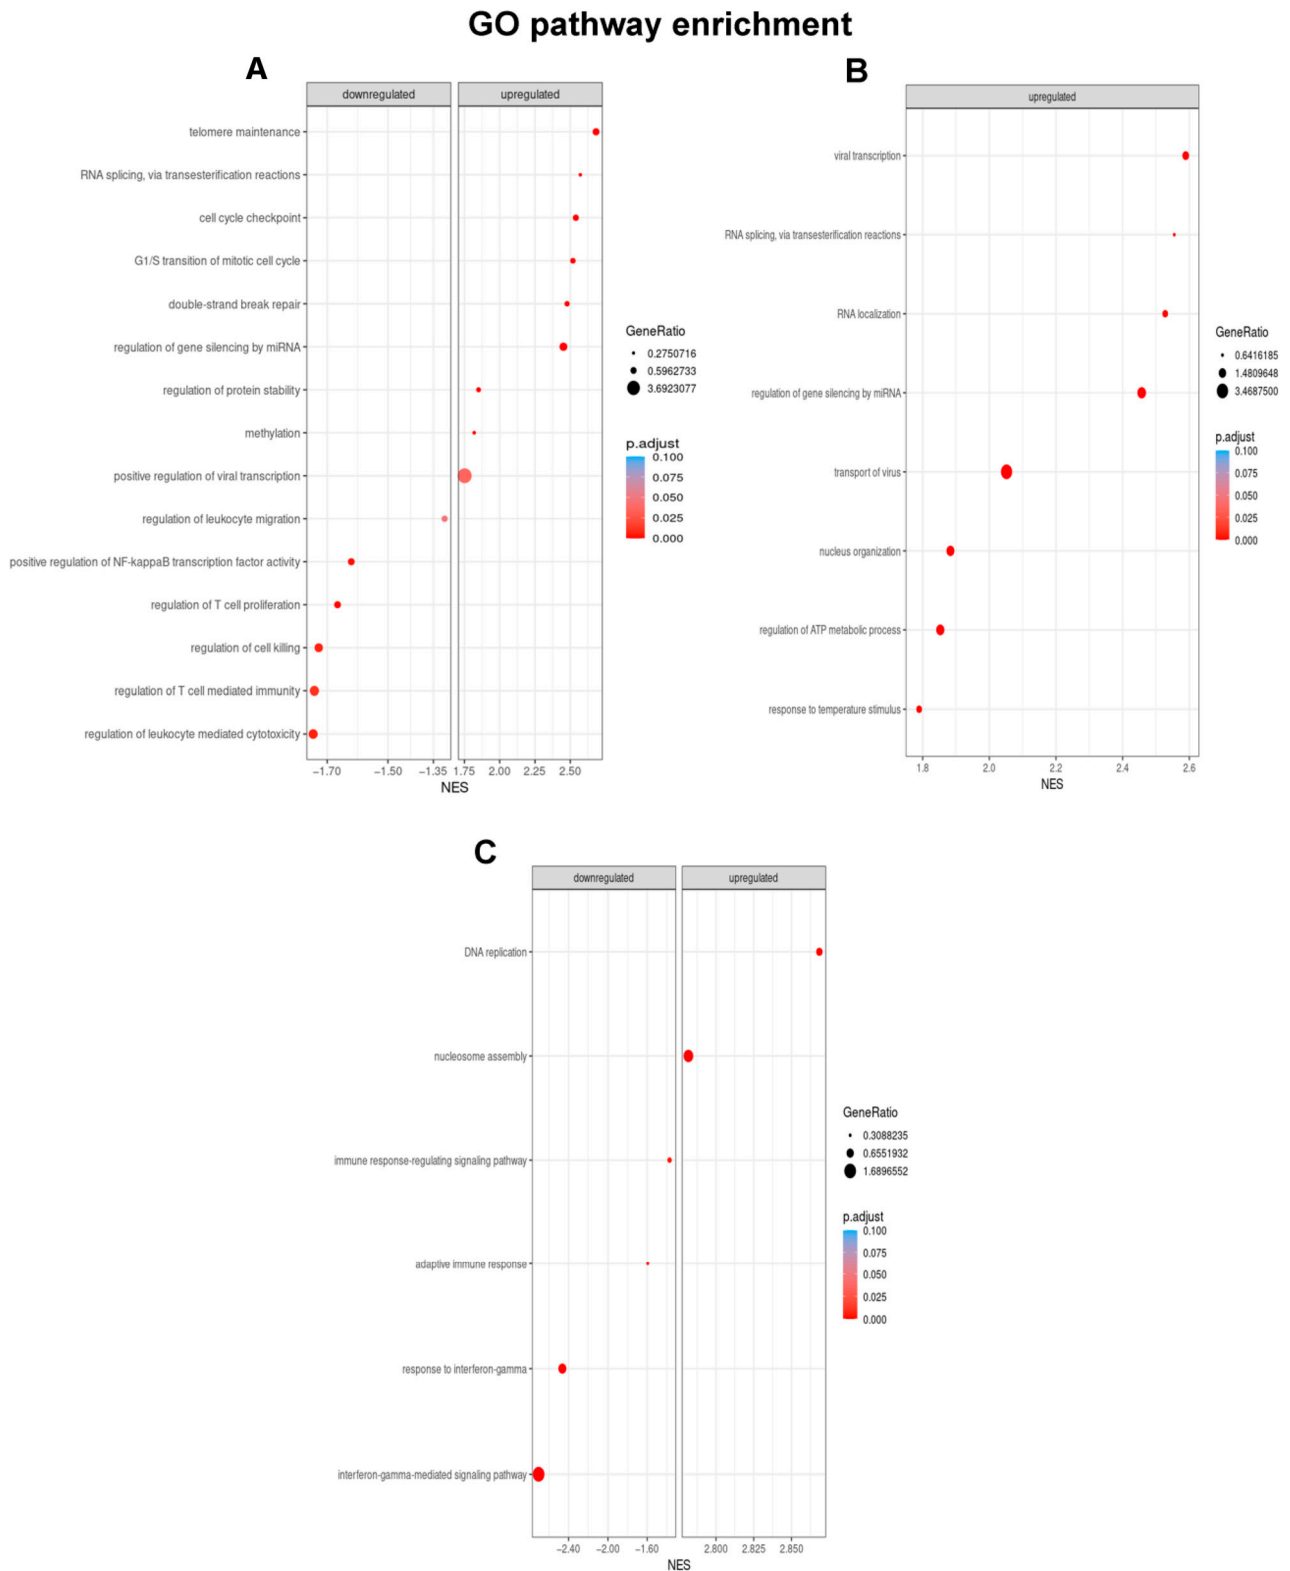 GO pathway enrichment
A
downregulated
upregulated
telomere maintenance
RNA splicing, via transesterification reactions
cell cycle checkpoint
G1/S transition of mitotic cell cycle
double-strand break repair
regulation of gene silencing by miRNA
regulation of protein stability
methylation
positive regulation of viral transcription
regulation of leukocyte migration
positive regulation of NF-kappaB transcription factor activity
regulation of T cell proliferation
regulation of cell killing
regulation of T cell mediated immunity
regulation of leukocyte mediated cytotoxicity
−1.70 −1.50 −1.35 1.75 2.00 2.25 2.50
NES
GeneRatio
0.2750716
0.5962733
3.6923077
p.adjust
0.100
0.075
0.050
0.025
0.000
B
upregulated
viral transcription
RNA splicing, via transesterification reactions
RNA localization
regulation of gene silencing by miRNA
transport of virus
nucleus organization
regulation of ATP metabolic process
response to temperature stimulus
1.8 2.0 2.2 2.4 2.6
NES
GeneRatio
0.6416185
1.4809648
3.4687500
p.adjust
0.100
0.075
0.050
0.025
0.000
C
downregulated
upregulated
DNA replication
nucleosome assembly
immune response-regulating signaling pathway
adaptive immune response
response to interferon-gamma
interferon-gamma-mediated signaling pathway
−2.40 −2.00 −1.60 2.800 2.825 2.850
NES
GeneRatio
0.3088235
0.6551932
1.6896552
p.adjust
0.100
0.075
0.050
0.025
0.000